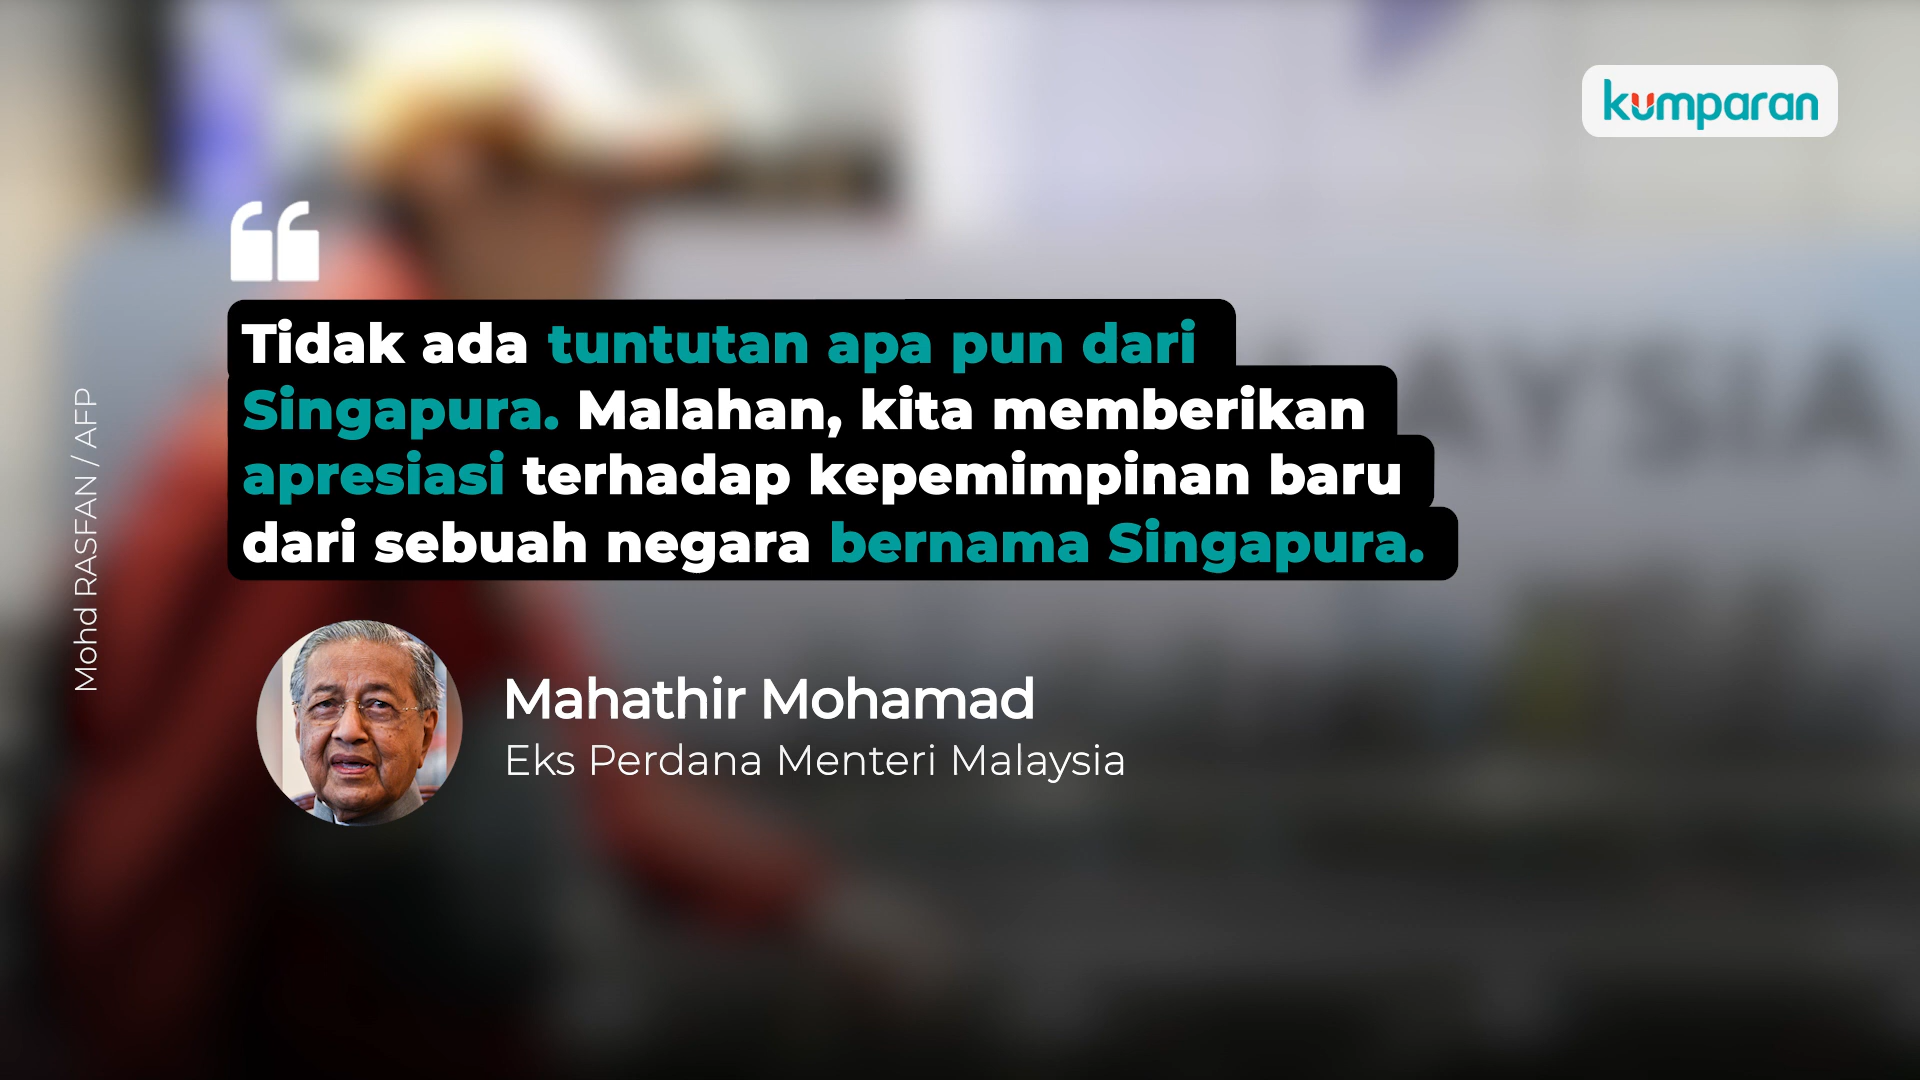 kumparan
“
Tidak ada tuntutan apa pun dari
Singapura. Malahan, kita memberikan
apresiasi terhadap kepemimpinan baru
dari sebuah negara bernama Singapura.
Mohd RASFAN / AFP
Mahathir Mohamad
Eks Perdana Menteri Malaysia